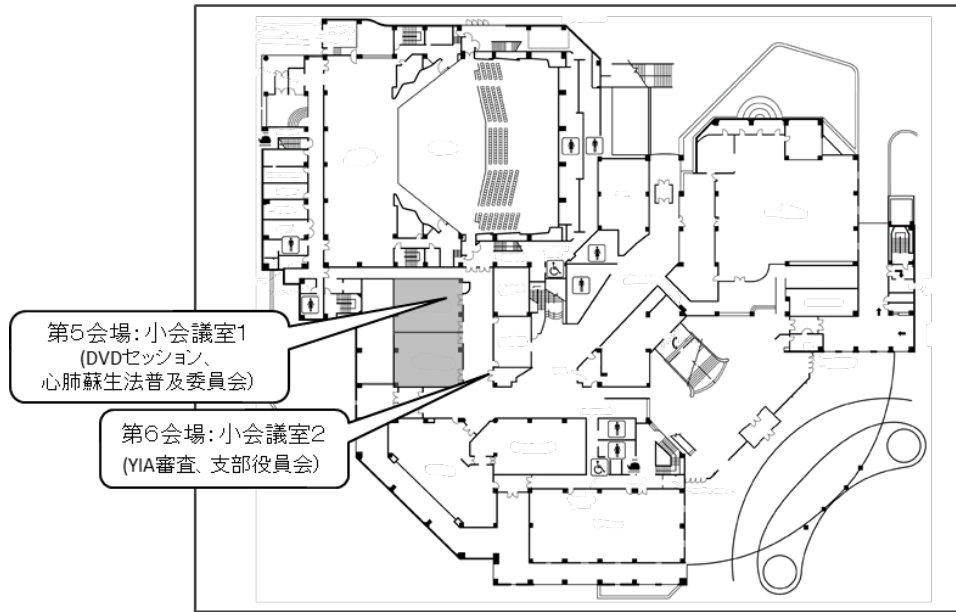 第5会場：小会議室1
(DVDセッション、
心肺蘇生法普及委員会)
第6会場：小会議室2
(YIA審査、支部役員会)